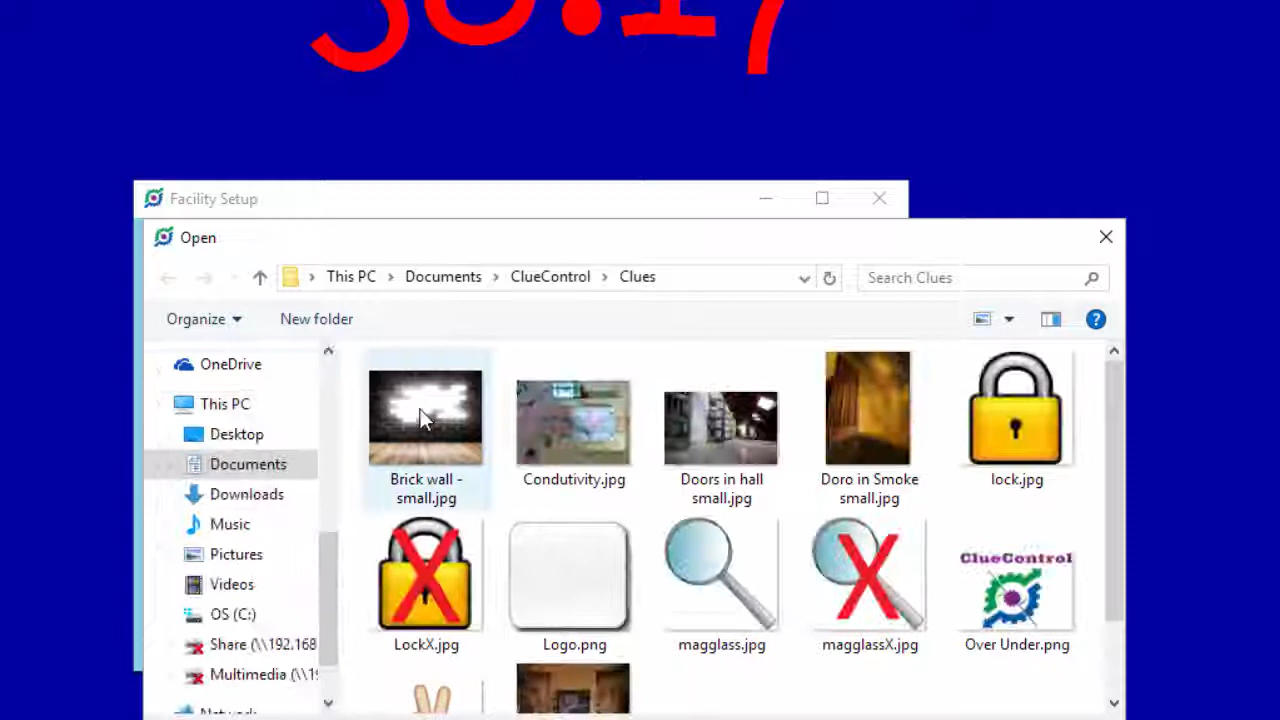 Facility Setup
Open
This PC > Documents > ClueControl > Clues
Search Clues
Organize
New folder
OneDrive
This PC
Desktop
Documents
Downloads
Music
Pictures
Videos
OS (C:)
Share (\\192.168
Multimedia (\\19
Brick wall -
small.jpg
Condutivity.jpg
Doors in hall
small.jpg
Doro in Smoke
small.jpg
lock.jpg
LockX.jpg
Logo.png
magglass.jpg
magglassX.jpg
ClueControl
Over Under.png